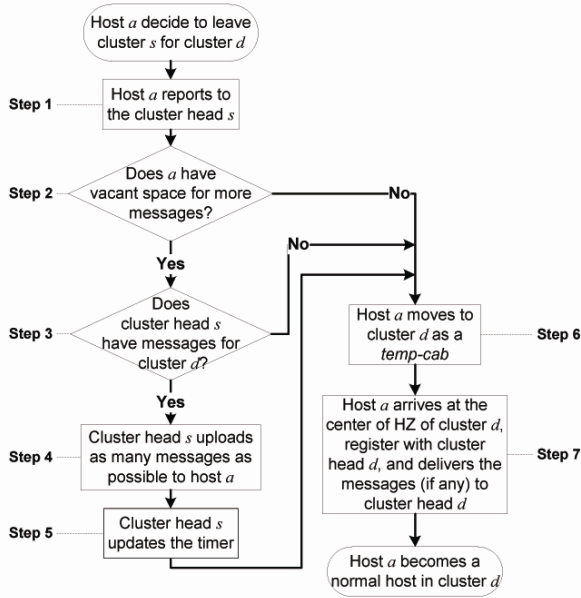 Host a decide to leave
cluster s for cluster d
Step 1
Host a reports to
the cluster head s
Step 2
Does a have
vacant space for more
messages?
No
Yes
No
Step 3
Does
cluster head s
have messages for
cluster d?
Yes
Step 4
Cluster head s uploads
as many messages as
possible to host a
Step 5
Cluster head s
updates the timer
Host a moves to
cluster d as a
temp-cab
Step 6
Host a arrives at the
center of HZ of cluster d,
register with cluster
head d, and delivers the
messages (if any) to
cluster head d
Step 7
Host a becomes a
normal host in cluster d